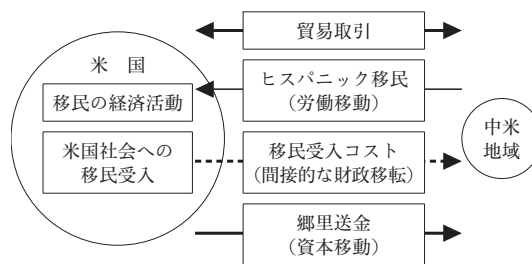 貿易取引
米　国
移民の経済活動
ヒスパニック移民
（労働移動）
中米
地域
米国社会への
移民受入
移民受入コスト
（間接的な財政移転）
郷里送金
（資本移動）